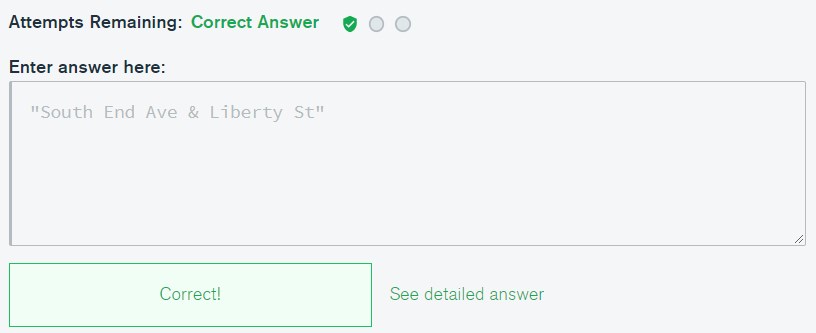 Attempts Remaining: Correct Answer
Enter answer here:
"South End Ave & Liberty St"
Correct! See detailed answer